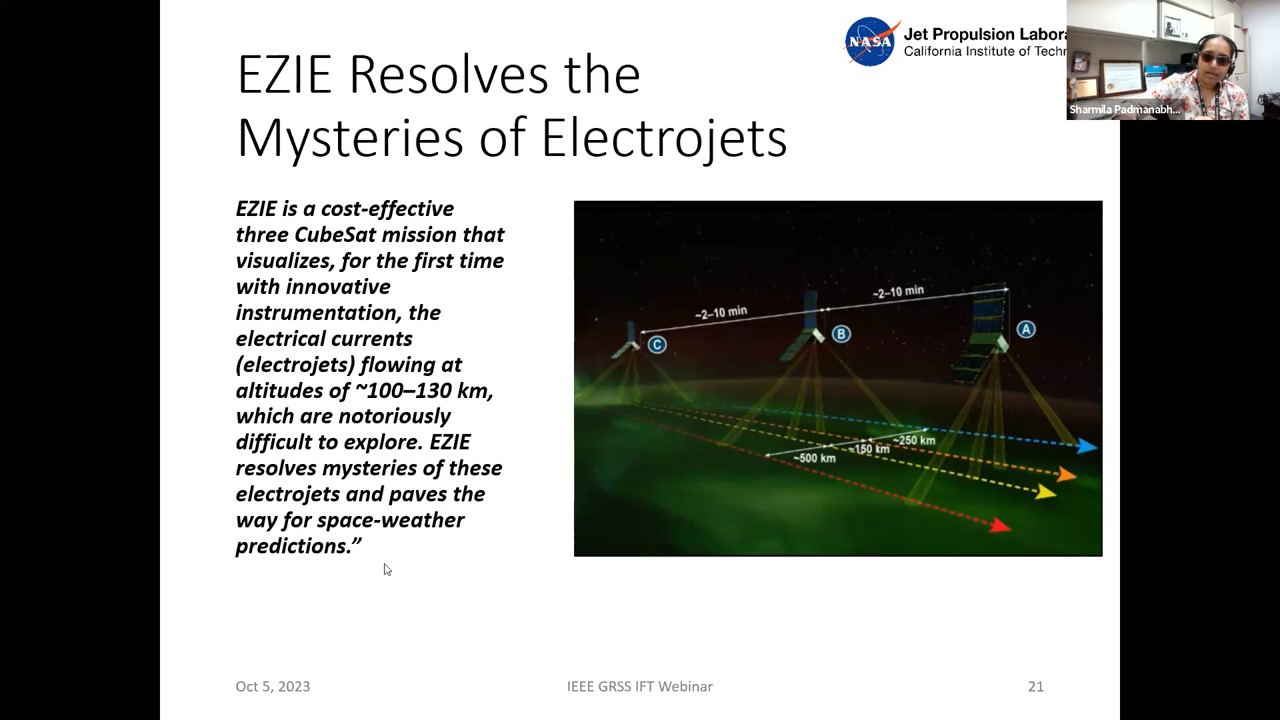 EZIE Resolves the
Mysteries of Electrojets
NASA
Jet Propulsion Labora
California Institute of Techn
Sharmila Padmanabh...
EZIE is a cost-effective
three CubeSat mission that
visualizes, for the first time
with innovative
instrumentation, the
electrical currents
(electrojets) flowing at
altitudes of ~100–130 km,
which are notoriously
difficult to explore. EZIE
resolves mysteries of these
electrojets and paves the
way for space-weather
predictions.”
~2–10 min
~2–10 min
C
B
A
~250 km
~150 km
~500 km
Oct 5, 2023
IEEE GRSS IFT Webinar
21